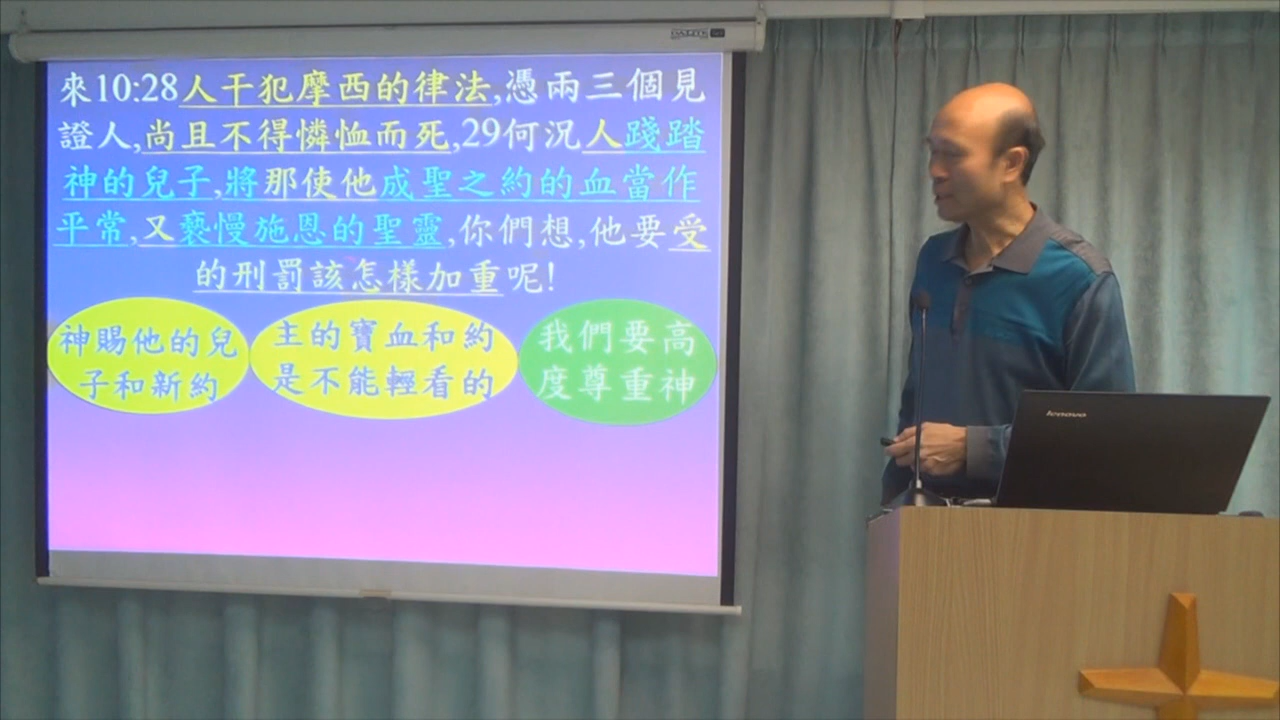 來10:28人干犯摩西的律法,憑兩三個見
證人,尚且不得憐恤而死,29何況人踐踏
神的兒子,將那使他成聖之約的血當作
平常,又褻慢施恩的聖靈,你們想,他要受
的刑罰該怎樣加重呢!
神賜他的兒
子和新約
主的寶血和約
是不能輕看的
我們要高
度尊重神
lenovo